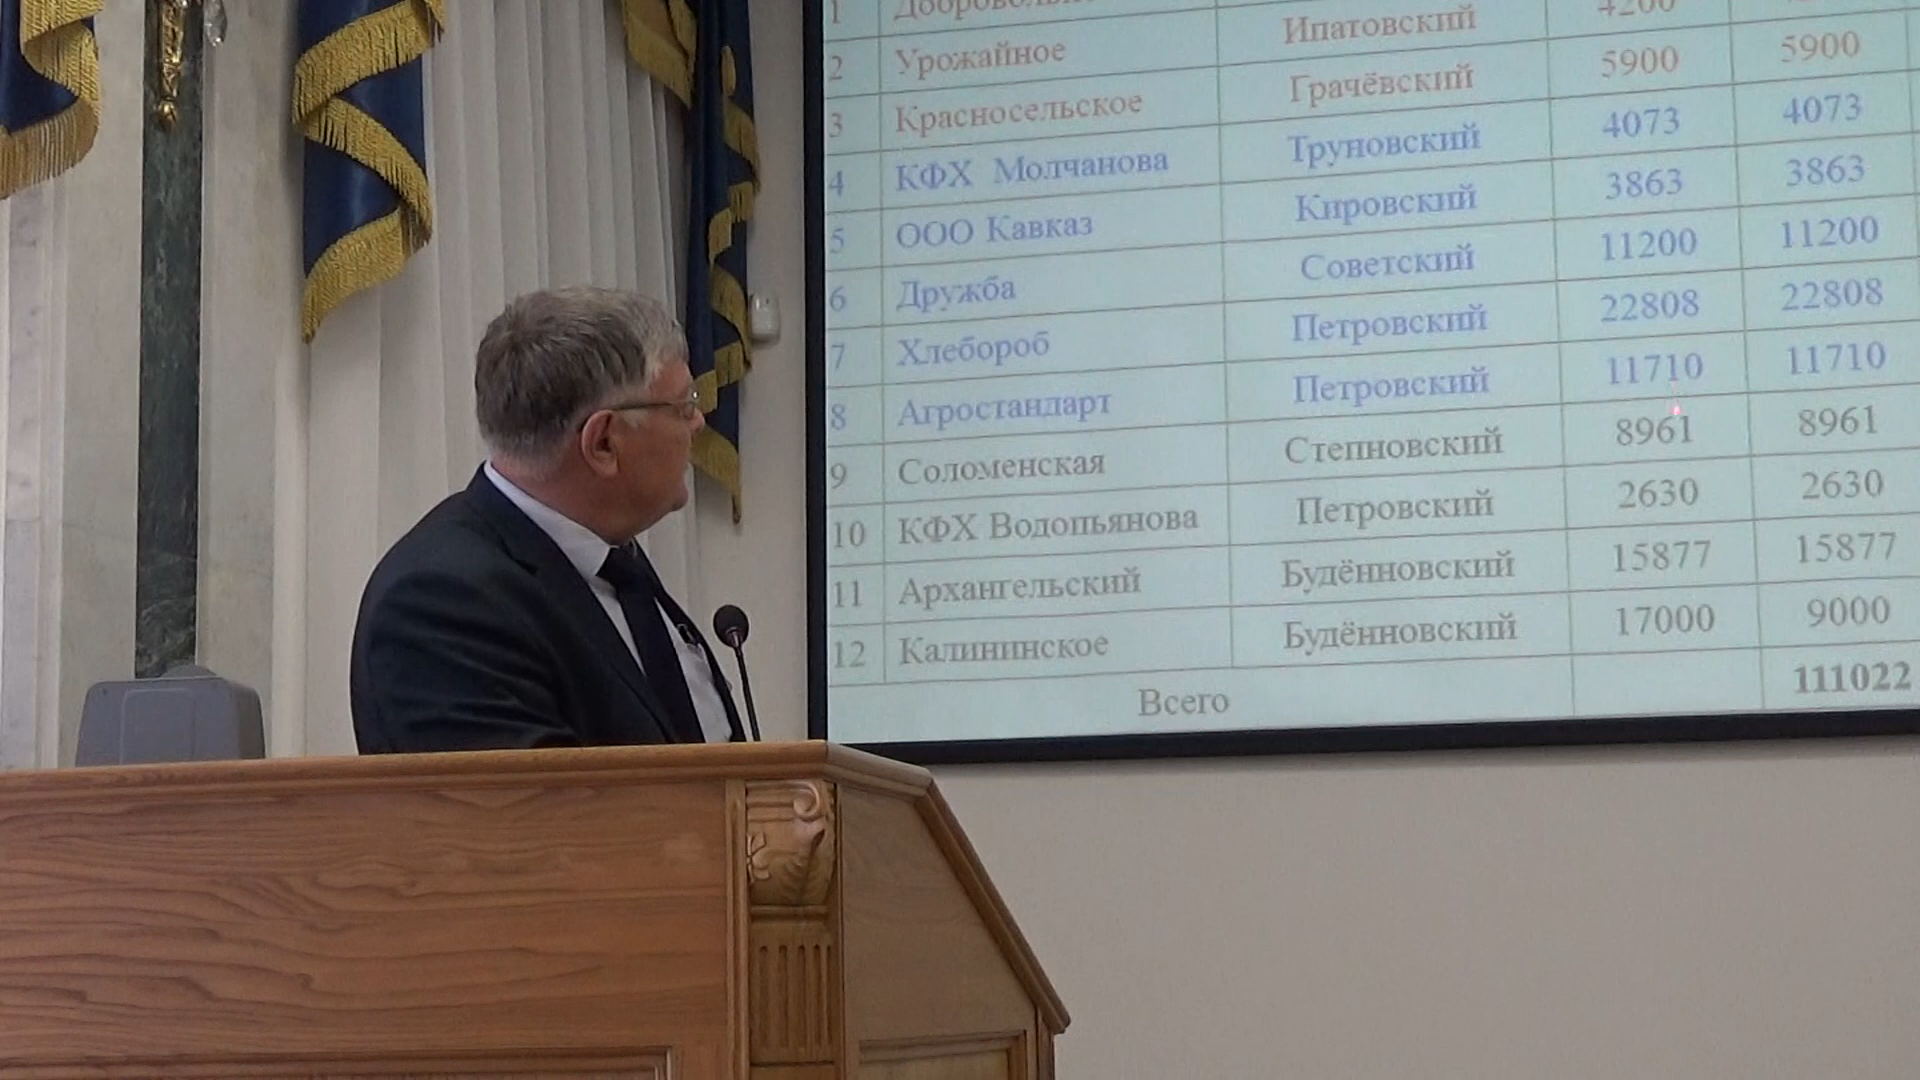 1
2 Урожайное Ипатовский 4200
3 Красносельское Грачёвский 5900 5900
4 КФХ Молчанова Труновский 4073 4073
5 ООО Кавказ Кировский 3863 3863
6 Дружба Советский 11200 11200
7 Хлебороб Петровский 22808 22808
8 Агростандарт Петровский 11710 11710
9 Соломенская Степновский 8961 8961
10 КФХ Водопьянова Петровский 2630 2630
11 Архангельский Будённовский 15877 15877
12 Калининское Будённовский 17000 9000
Всего 111022